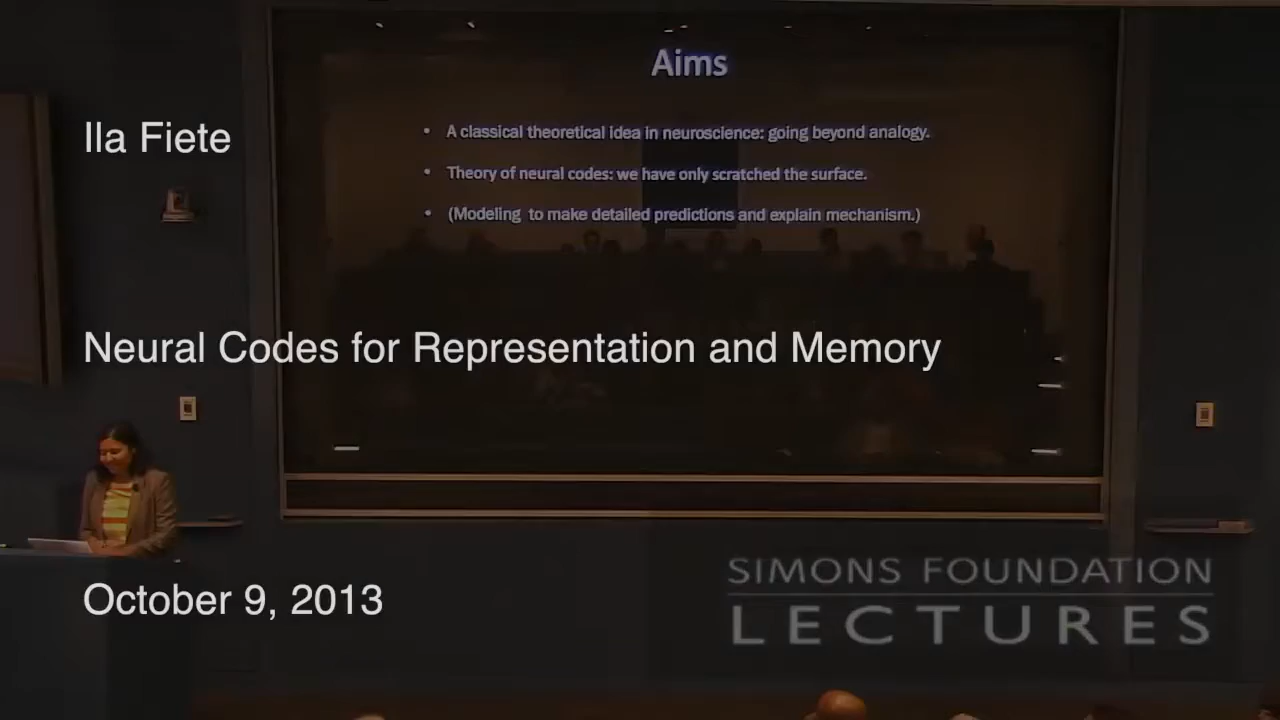 Aims
Ila Fiete
• A classical theoretical idea in neuroscience: going beyond analogy.
• Theory of neural codes: we have only scratched the surface.
• (Modeling to make detailed predictions and explain mechanism.)
Neural Codes for Representation and Memory
October 9, 2013
SIMONS FOUNDATION
LECTURES